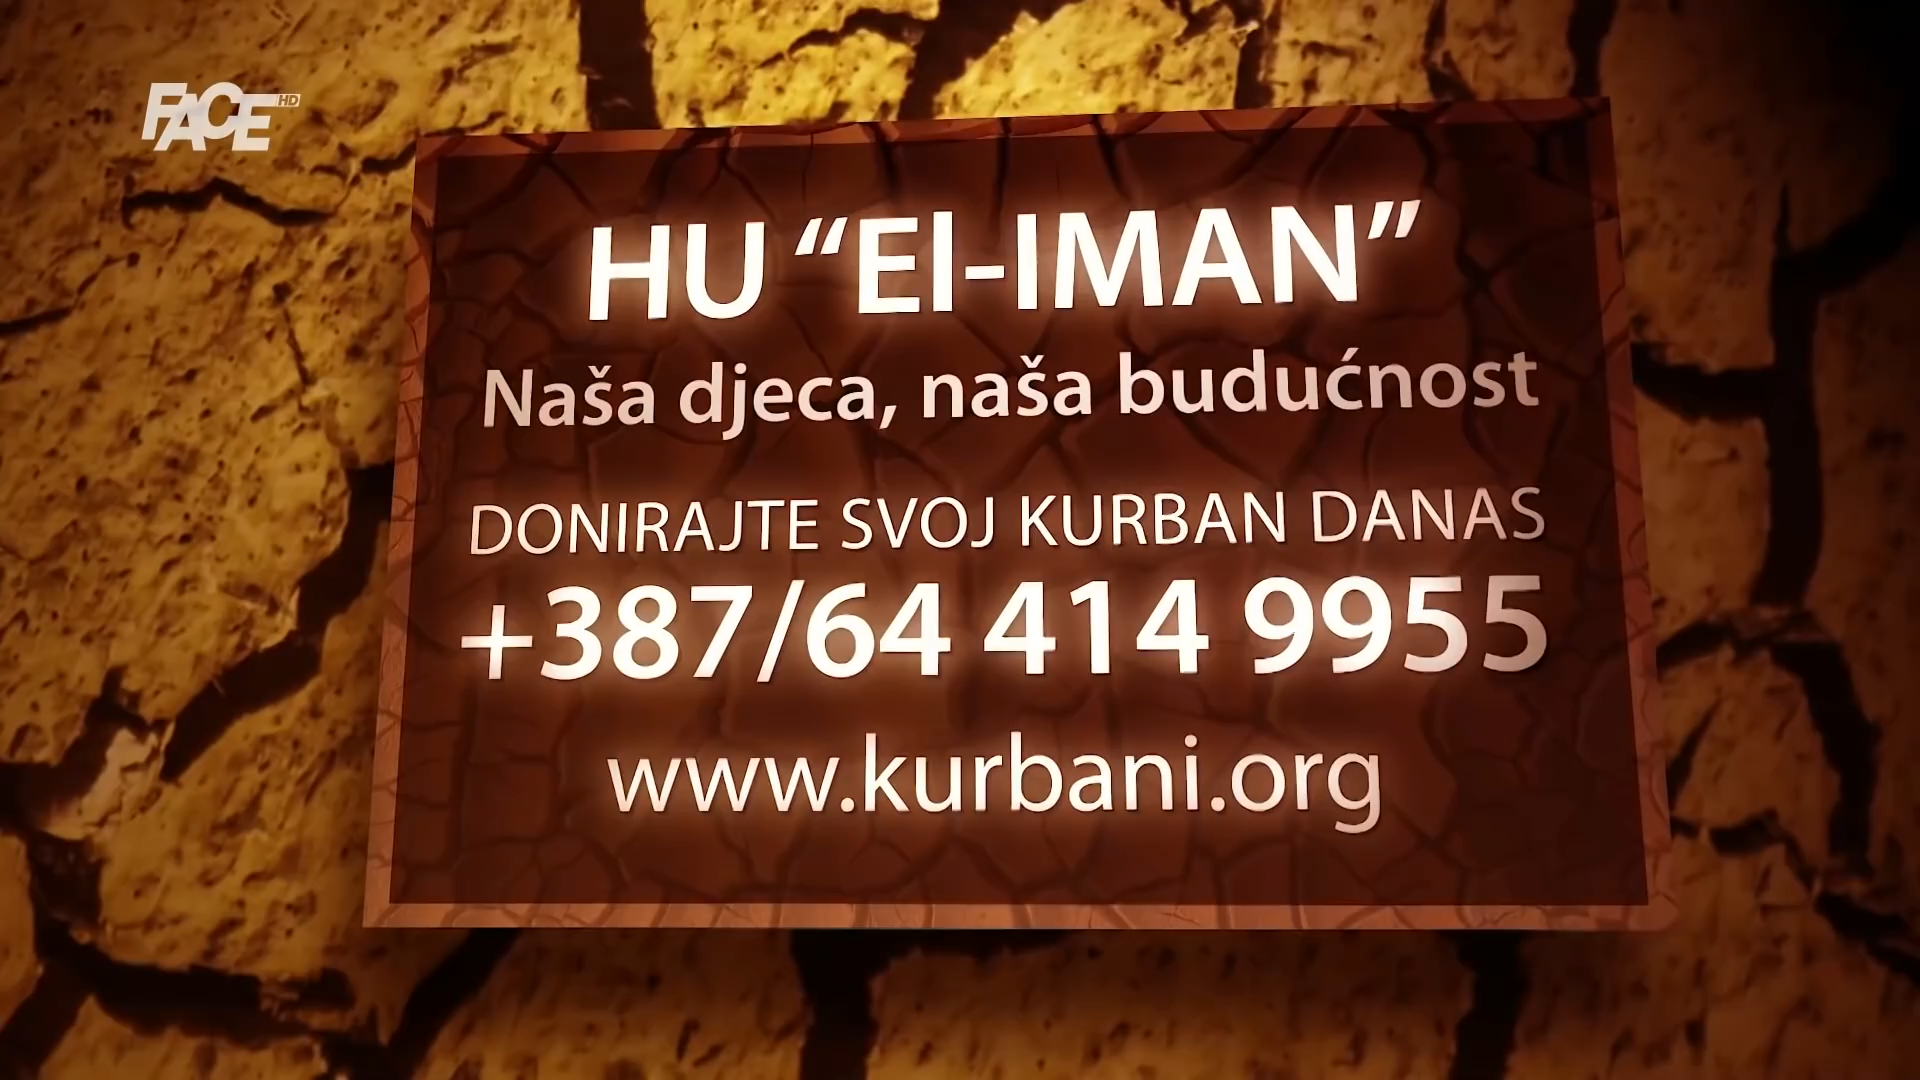 FACE HD
HU “El-IMAN”
Naša djeca, naša budućnost
DONIRAJTE SVOJ KURBAN DANAS
+387/64 414 9955
www.kurbani.org